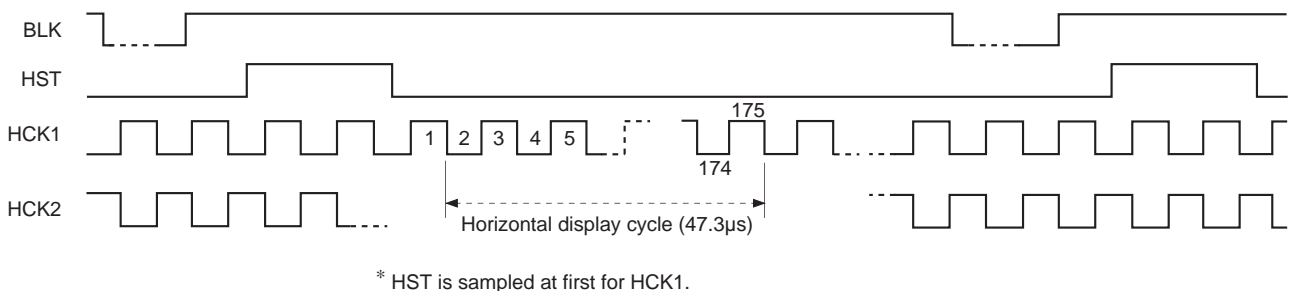 BLK
HST
HCK1
1 2 3 4 5
175
174
HCK2
Horizontal display cycle (47.3µs)
* HST is sampled at first for HCK1.